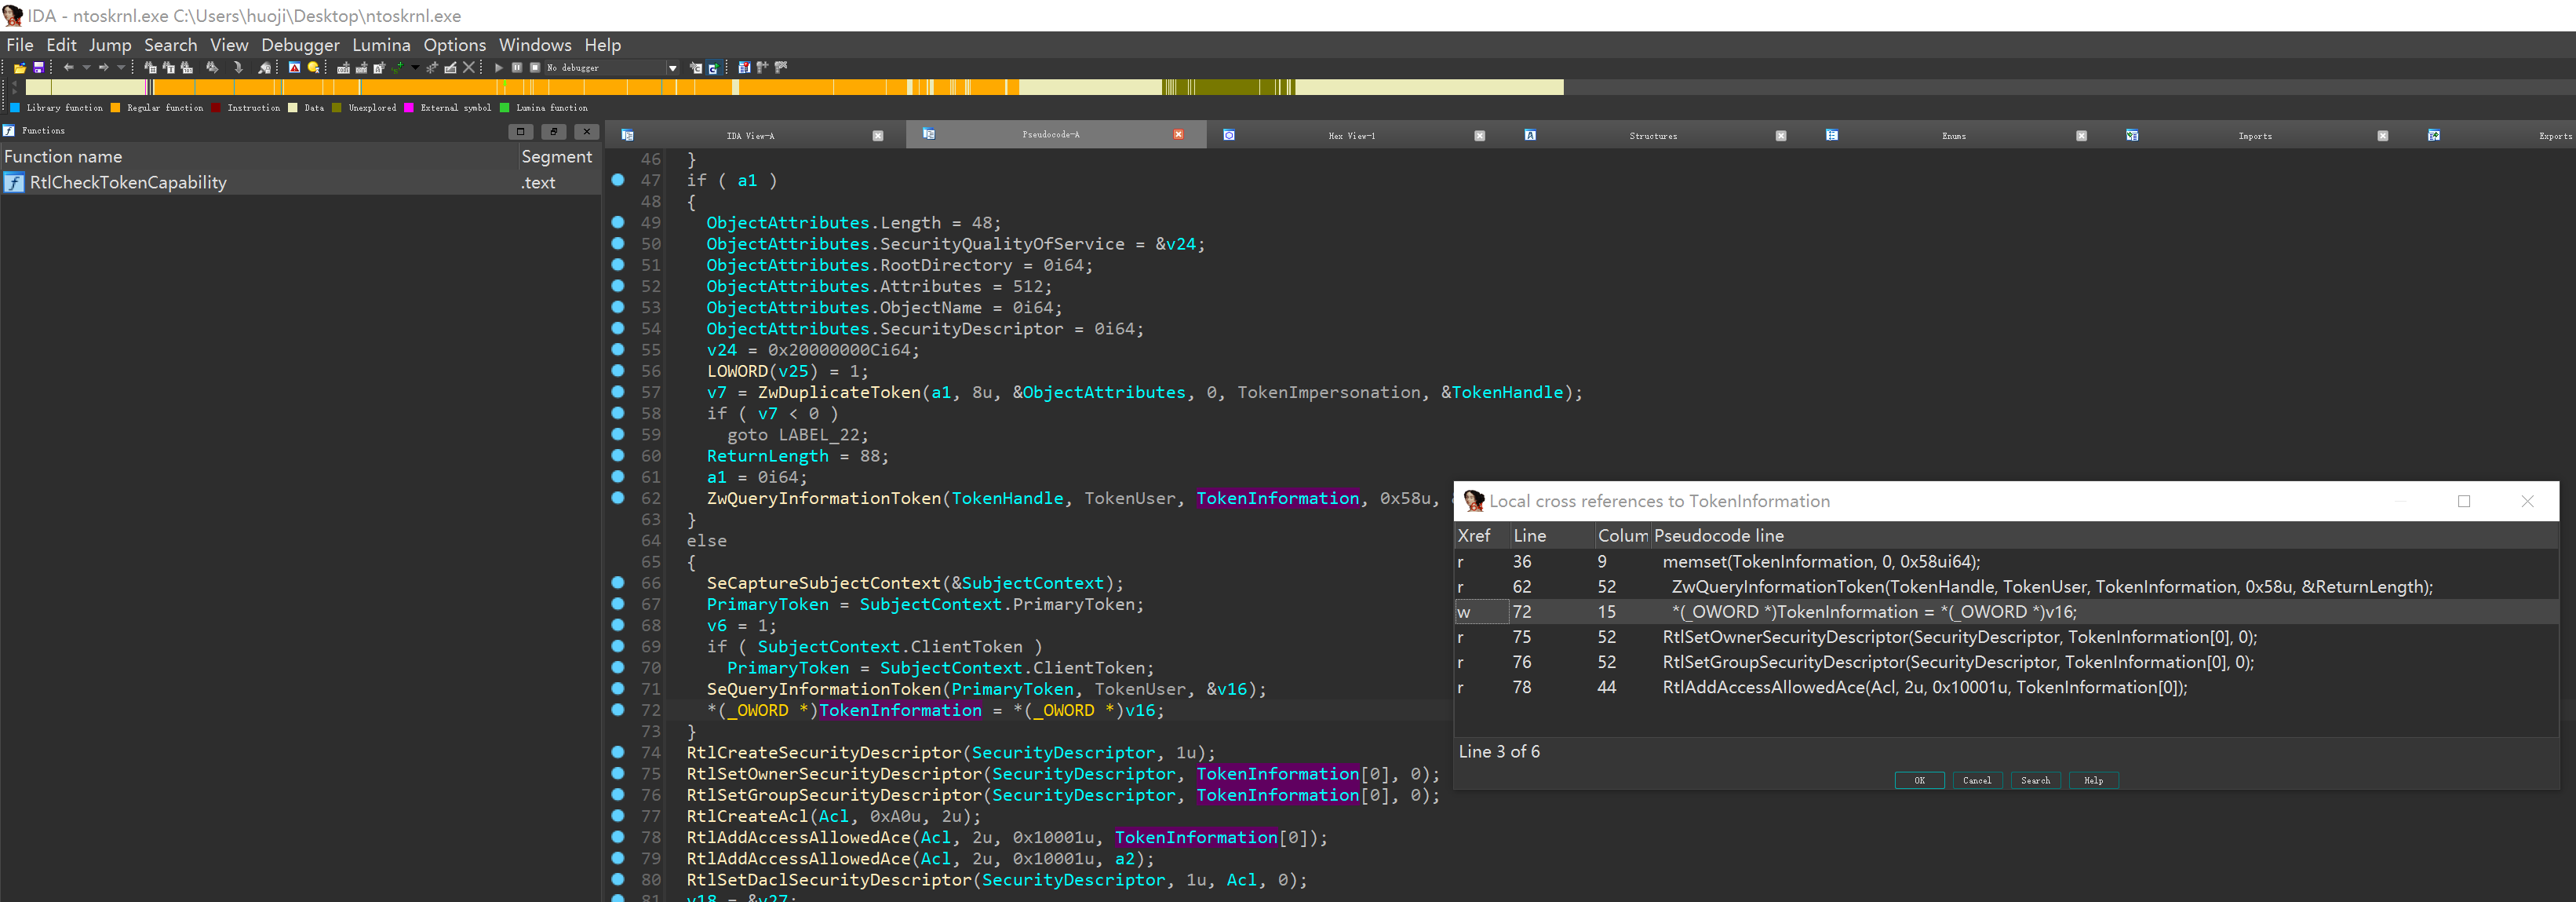 IDA - ntoskrnl.exe C:\Users\huoji\Desktop\ntoskrnl.exe
File Edit Jump Search View Debugger Lumina Options Windows Help
No debugger
Library function Regular function Instruction Data Unexplored External symbol Lumina function
Functions
Function name Segment
RtlCheckTokenCapability .text
IDA View-A Pseudocode-A Hex View-1 Structures Enums Imports Exports
46 }
47 if ( a1 )
48 {
49 ObjectAttributes.Length = 48;
50 ObjectAttributes.SecurityQualityOfService = &v24;
51 ObjectAttributes.RootDirectory = 0i64;
52 ObjectAttributes.Attributes = 512;
53 ObjectAttributes.ObjectName = 0i64;
54 ObjectAttributes.SecurityDescriptor = 0i64;
55 v24 = 0x20000000Ci64;
56 LOWORD(v25) = 1;
57 v7 = ZwDuplicateToken(a1, 8u, &ObjectAttributes, 0, TokenImpersonation, &TokenHandle);
58 if ( v7 < 0 )
59 goto LABEL_22;
60 ReturnLength = 88;
61 a1 = 0i64;
62 ZwQueryInformationToken(TokenHandle, TokenUser, TokenInformation, 0x58u,
63 }
64 else
65 {
66 SeCaptureSubjectContext(&SubjectContext);
67 PrimaryToken = SubjectContext.PrimaryToken;
68 v6 = 1;
69 if ( SubjectContext.ClientToken )
70 PrimaryToken = SubjectContext.ClientToken;
71 SeQueryInformationToken(PrimaryToken, TokenUser, &v16);
72 *(_OWORD *)TokenInformation = *(_OWORD *)v16;
73 }
74 RtlCreateSecurityDescriptor(SecurityDescriptor, 1u);
75 RtlSetOwnerSecurityDescriptor(SecurityDescriptor, TokenInformation[0], 0);
76 RtlSetGroupSecurityDescriptor(SecurityDescriptor, TokenInformation[0], 0);
77 RtlCreateAcl(Acl, 0xA0u, 2u);
78 RtlAddAccessAllowedAce(Acl, 2u, 0x10001u, TokenInformation[0]);
79 RtlAddAccessAllowedAce(Acl, 2u, 0x10001u, a2);
80 RtlSetDaclSecurityDescriptor(SecurityDescriptor, 1u, Acl, 0);
81 v18 = &v27;
Local cross references to TokenInformation
Xref Line Colum Pseudocode line
r 36 9 memset(TokenInformation, 0, 0x58ui64);
r 62 52 ZwQueryInformationToken(TokenHandle, TokenUser, TokenInformation, 0x58u, &ReturnLength);
w 72 15 *(_OWORD *)TokenInformation = *(_OWORD *)v16;
r 75 52 RtlSetOwnerSecurityDescriptor(SecurityDescriptor, TokenInformation[0], 0);
r 76 52 RtlSetGroupSecurityDescriptor(SecurityDescriptor, TokenInformation[0], 0);
r 78 44 RtlAddAccessAllowedAce(Acl, 2u, 0x10001u, TokenInformation[0]);
Line 3 of 6
OK Cancel Search Help